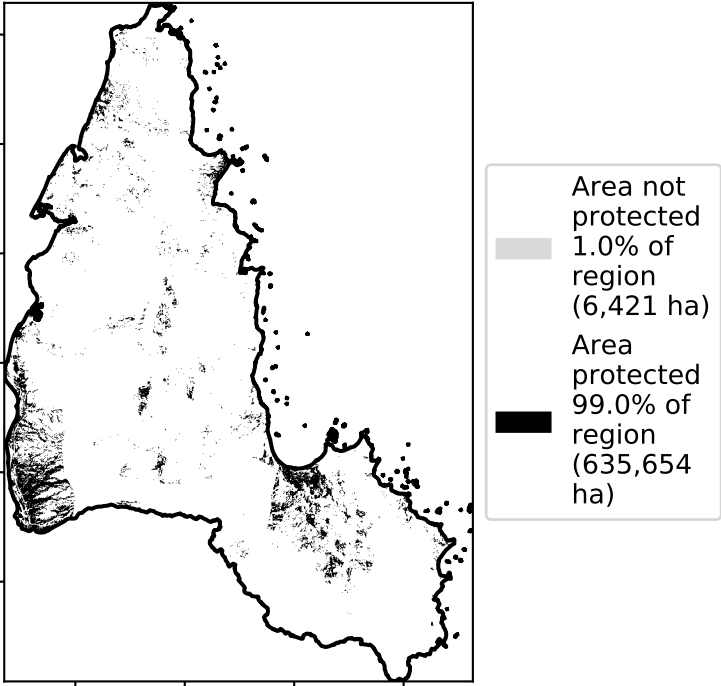 Area not
protected
1.0% of
region
(6,421 ha)
Area
protected
99.0% of
region
(635,654
ha)